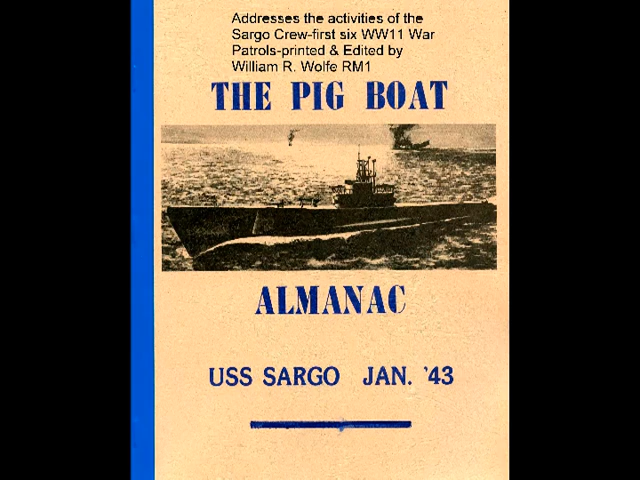 Addresses the activities of the
Sargo Crew-first six WW11 War
Patrols-printed & Edited by
William R. Wolfe RM1
THE PIG BOAT
ALMANAC
USS SARGO JAN. '43